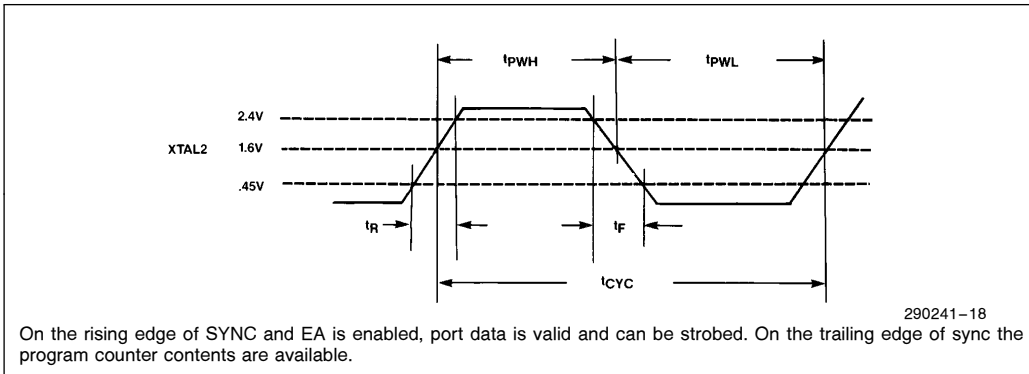 tPWH tPWL
2.4V
XTAL2 1.6V
.45V
tR tF
tCYC
290241–18
On the rising edge of SYNC and EA is enabled, port data is valid and can be strobed. On the trailing edge of sync the
program counter contents are available.